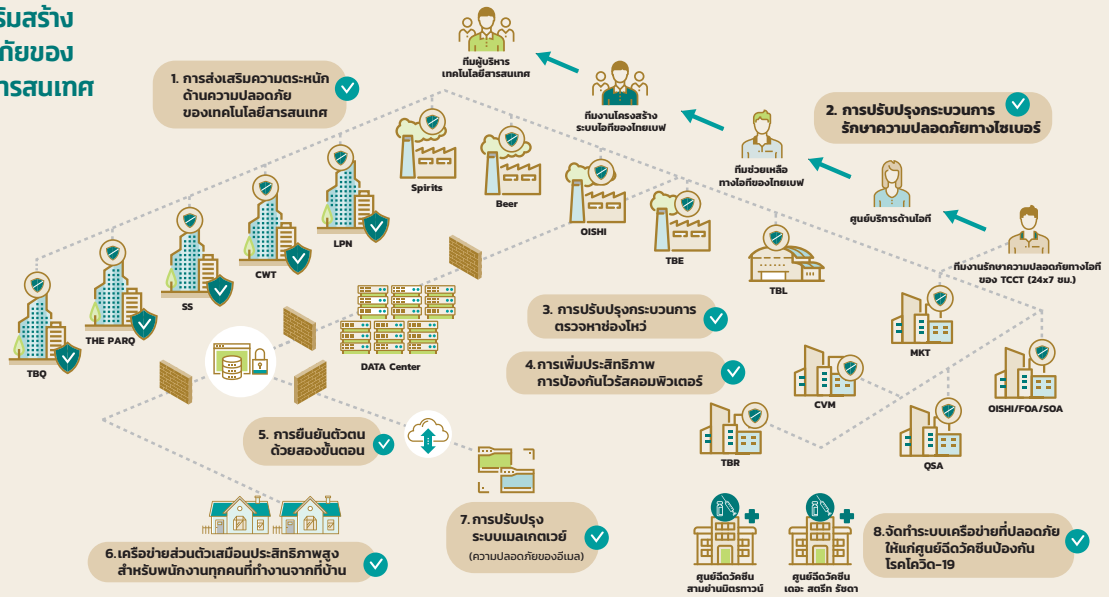 ริมสร้าง
ภัยของ
ารสนเทศ
ทีมผู้บริหาร
เทคโนโลยีสารสนเทศ
1. การส่งเสริมความตระหนัก
ด้านความปลอดภัย
ของเทคโนโลยีสารสนเทศ
ทีมงานโครงสร้าง
ระบบไอทีของไทยเบฟ
2. การปรับปรุงกระบวนการ
รักษาความปลอดภัยทางไซเบอร์
ทีมช่วยเหลือ
ทางไอทีของไทยเบฟ
ศูนย์บริการด้านไอที
ทีมงานรักษาความปลอดภัยทางไอที
ของ TCCT (24x7 ชม.)
Spirits
Beer
OISHI
TBE
TBL
LPN
CWT
SS
THE PARQ
TBQ
DATA Center
3. การปรับปรุงกระบวนการ
ตรวจหาช่องโหว่
4. การเพิ่มประสิทธิภาพ
การป้องกันไวรัสคอมพิวเตอร์
MKT
CVM
OISHI/FOA/SOA
TBR
QSA
5. การยืนยันตัวตน
ด้วยสองขั้นตอน
6. เครือข่ายส่วนตัวเสมือนประสิทธิภาพสูง
สำหรับพนักงานทุกคนที่ทำงานจากที่บ้าน
7. การปรับปรุง
ระบบเมลเกตเวย์
(ความปลอดภัยของอีเมล)
ศูนย์ฉีดวัคซีน
สามย่านมิตรทาวน์
ศูนย์ฉีดวัคซีน
เดอะ สตรีท รัชดา
8. จัดทำระบบเครือข่ายที่ปลอดภัย
ให้แก่ศูนย์ฉีดวัคซีนป้องกัน
โรคโควิด-19